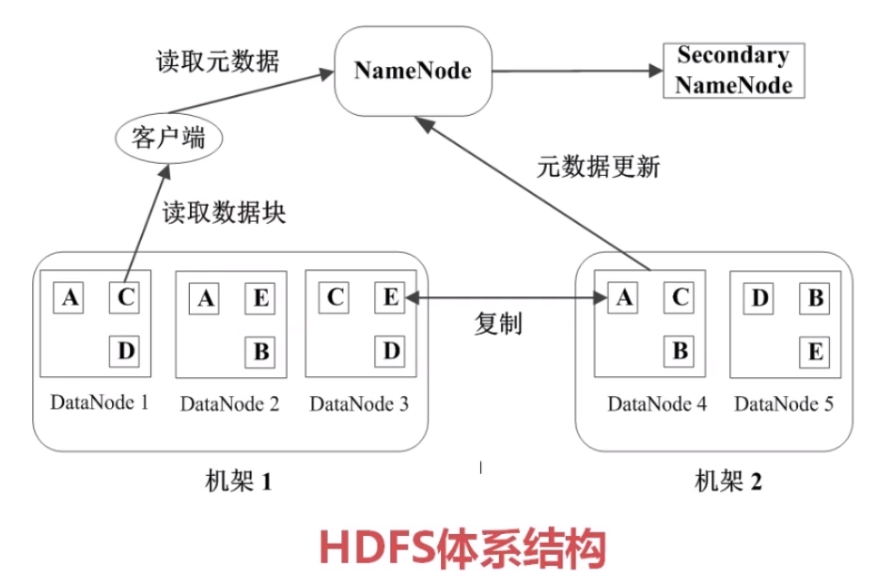 读取元数据
NameNode
Secondary
NameNode
客户端
元数据更新
读取数据块
A C
D
A E
B
C E
D
复制
A C
B
D B
E
DataNode 1
DataNode 2
DataNode 3
DataNode 4
DataNode 5
机架 1
机架 2
HDFS体系结构